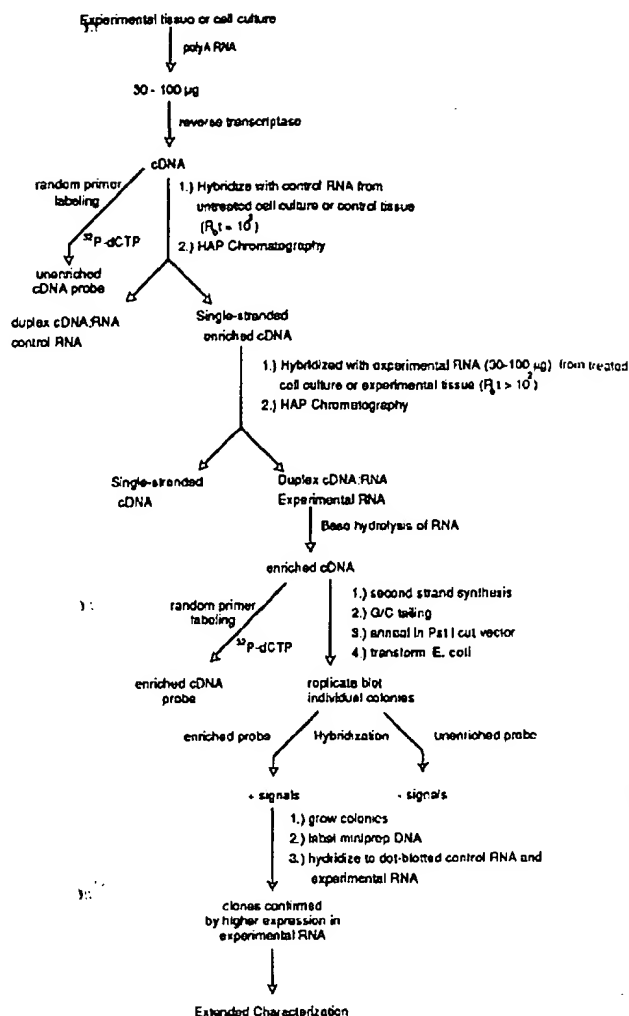 Experimental tissue or cell culture
polyA RNA
30 - 100 µg
reverse transcriptase
cDNA
random primer
labeling
³²P-dCTP
1.) Hybridize with control RNA from
untreated cell culture or control tissue
(R₀t = 10²)
2.) HAP Chromatography
unenriched
cDNA probe
duplex cDNA:RNA
control RNA
Single-stranded
enriched cDNA
1.) Hybridized with experimental RNA (30-100 µg) from treated
cell culture or experimental tissue (R₀t > 10²)
2.) HAP Chromatography
Single-stranded
cDNA
Duplex cDNA:RNA
Experimental RNA
Base hydrolysis of RNA
enriched cDNA
random primer
labeling
³²P-dCTP
1.) second strand synthesis
2.) G/C tailing
3.) anneal in Pst I cut vector
4.) transform E. coli
enriched cDNA
probe
replicate blot
individual colonies
enriched probe Hybridization unenriched probe
+ signals - signals
1.) grow colonies
2.) label miniprep DNA
3.) hydridize to dot-blotted control RNA and
experimental RNA
clones confirmed
by higher expression in
experimental RNA
Extended Characterization